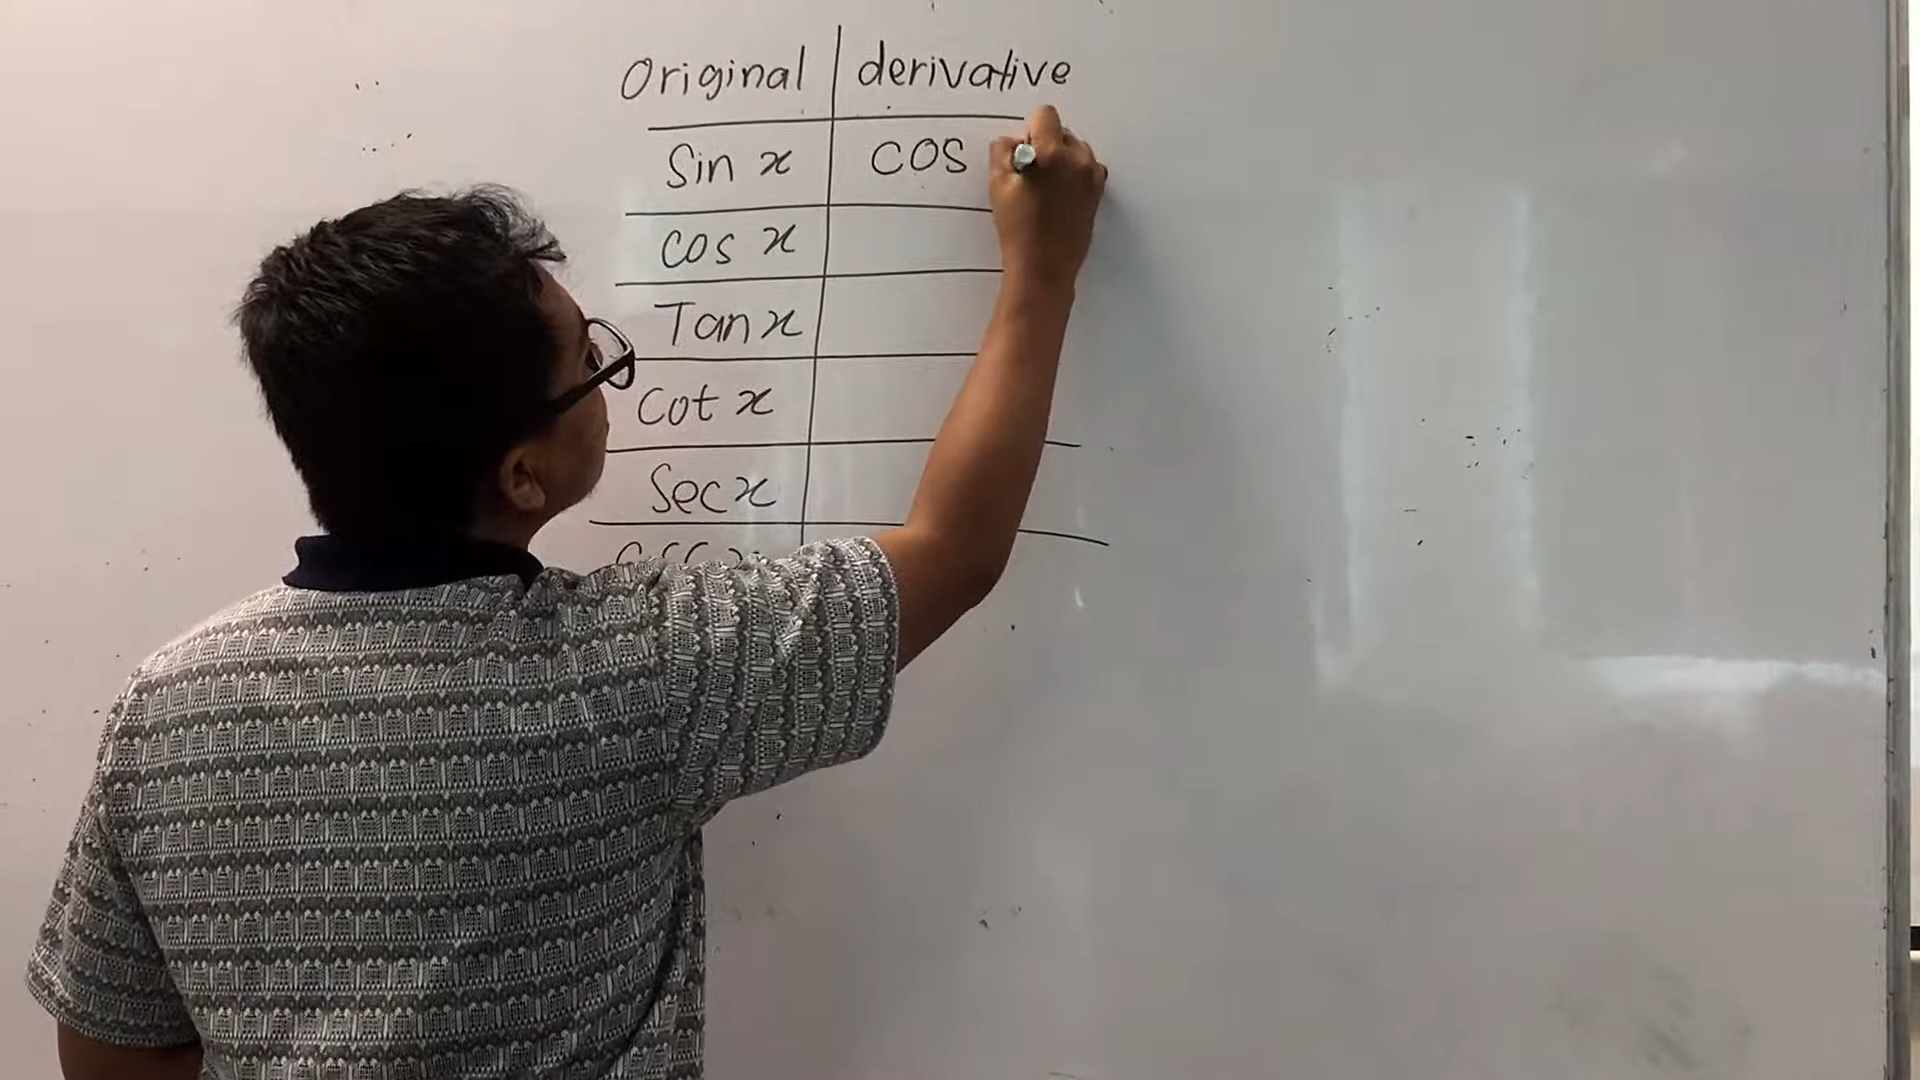 Original derivative
Sin x cos
cos x
Tan x
Cot x
Sec x